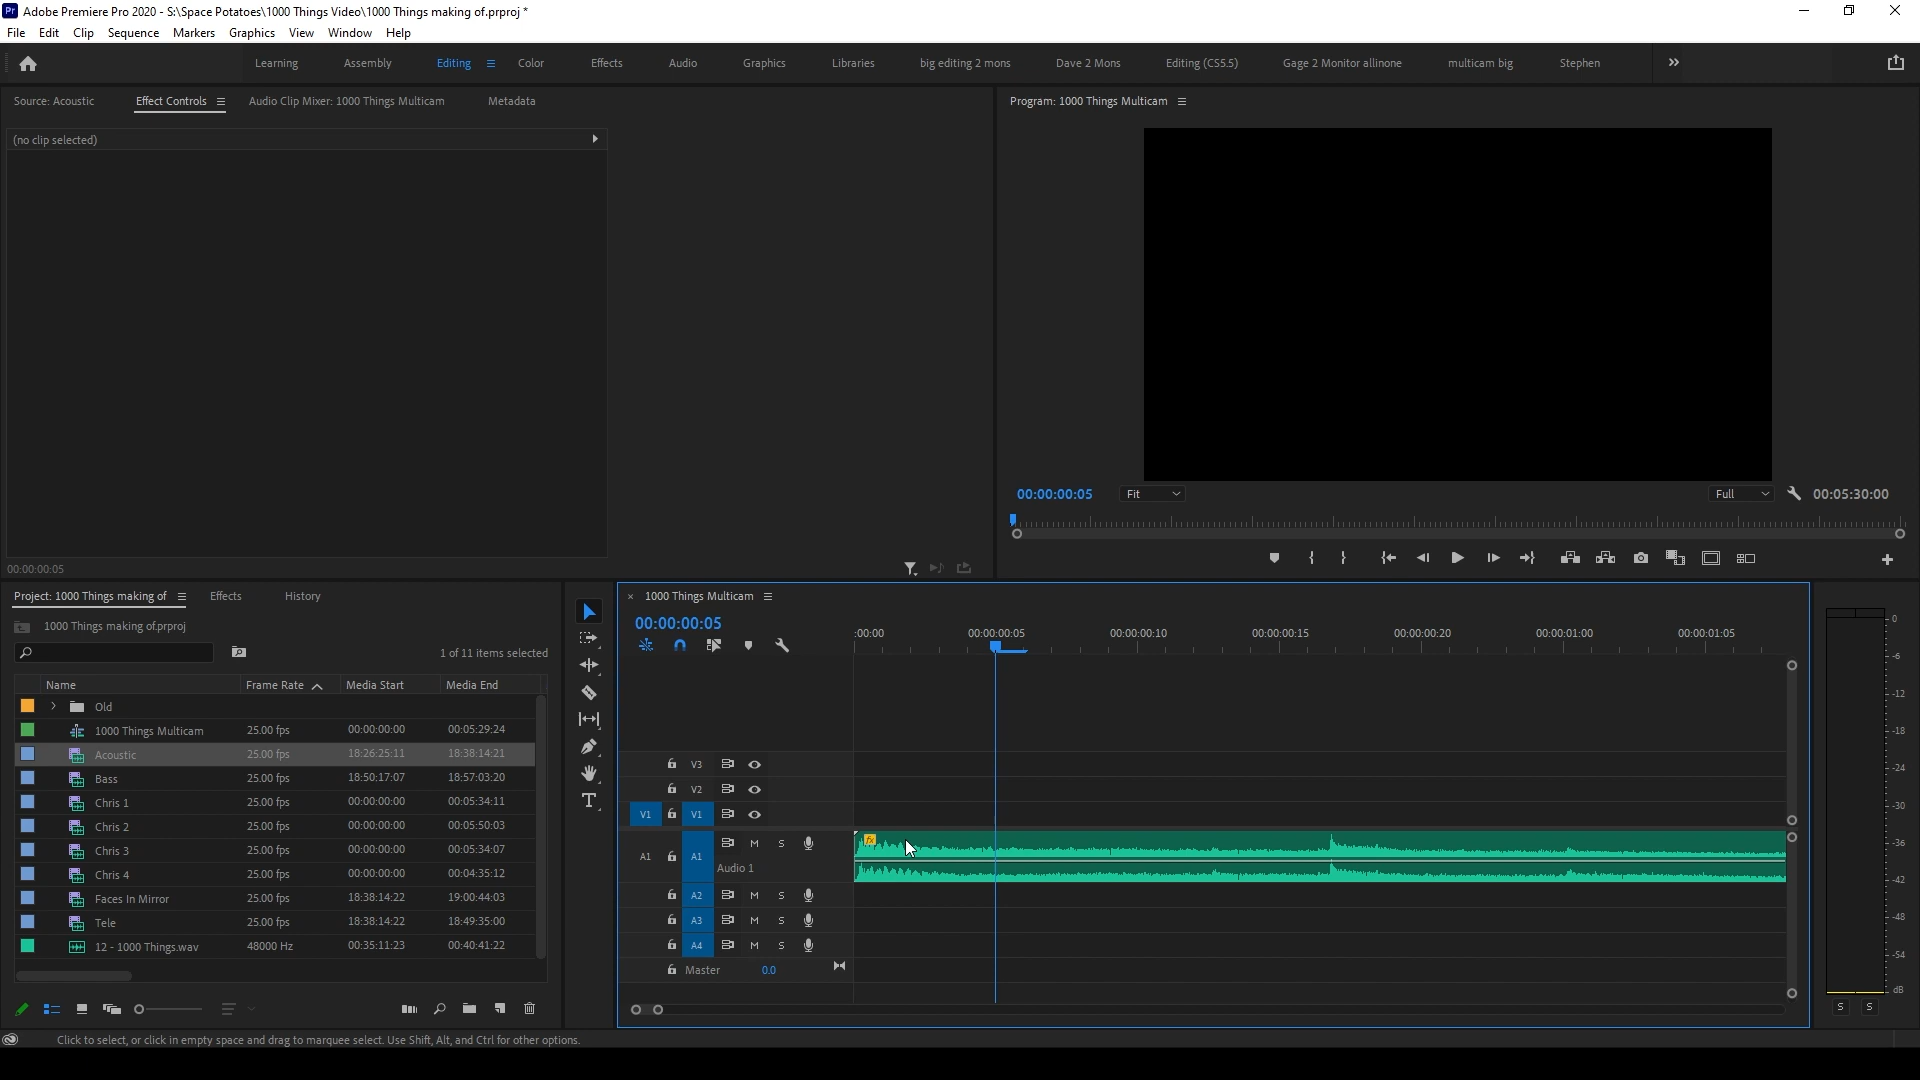 Adobe Premiere Pro 2020 - S:\Space Potatoes\1000 Things Video\1000 Things making of.prproj *
File Edit Clip Sequence Markers Graphics View Window Help
Learning Assembly Editing Color Effects Audio Graphics Libraries big editing 2 mons Dave 2 Mons Editing (CS5.5) Gage 2 Monitor allinone multicam big Stephen
Source: Acoustic Effect Controls Audio Clip Mixer: 1000 Things Multicam Metadata
Program: 1000 Things Multicam
(no clip selected)
00:00:00:05 Fit Full 00:05:30:00
00:00:00:05
Project: 1000 Things making of Effects History
1000 Things making of.prproj
1 of 11 items selected
Name Frame Rate Media Start Media End
Old
1000 Things Multicam 25.00 fps 00:00:00:00 00:05:29:24
Acoustic 25.00 fps 18:26:25:11 18:38:14:21
Bass 25.00 fps 18:50:17:07 18:57:03:20
Chris 1 25.00 fps 00:00:00:00 00:05:34:11
Chris 2 25.00 fps 00:00:00:00 00:05:50:03
Chris 3 25.00 fps 00:00:00:00 00:05:34:07
Chris 4 25.00 fps 00:00:00:00 00:04:35:12
Faces In Mirror 25.00 fps 18:38:14:22 19:00:44:03
Tele 25.00 fps 18:38:14:22 18:49:35:00
12 - 1000 Things.wav 48000 Hz 00:35:11:23 00:40:41:22
1000 Things Multicam
00:00:00:05
:00:00 00:00:00:05 00:00:00:10 00:00:00:15 00:00:00:20 00:00:01:00 00:00:01:05
V3
V2
V1 V1
A1 A1 M S
Audio 1
fx
A2 M S
A3 M S
A4 M S
Master 0.0
0
-6
-12
-18
-24
-30
-36
-42
-48
-54
dB
S S
Click to select, or click in empty space and drag to marquee select. Use Shift, Alt, and Ctrl for other options.